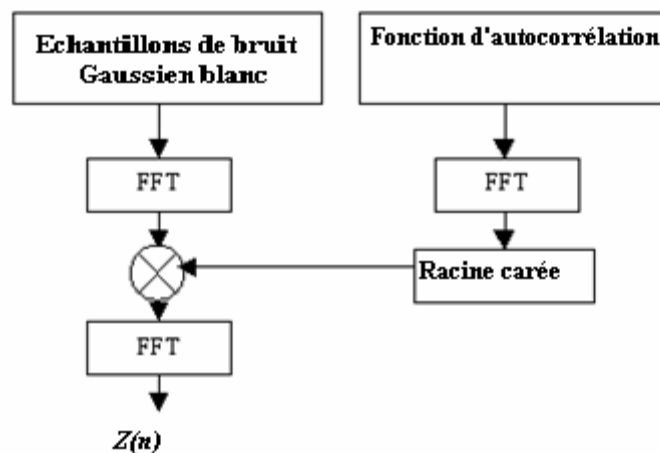 Echantillons de bruit
Gaussien blanc
Fonction d'autocorrélation
FFT
FFT
Racine carée
FFT
Z(n)